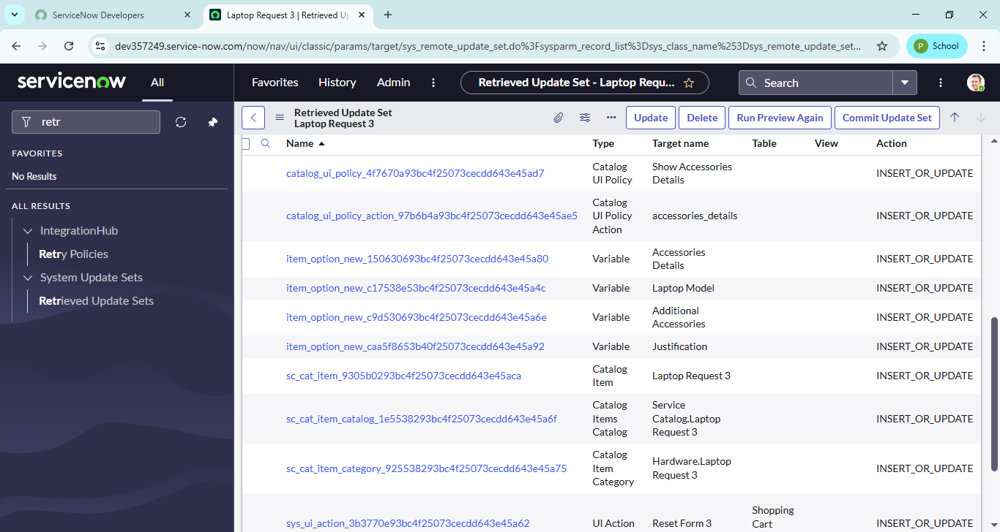 ServiceNow Developers
Laptop Request 3 | Retrieved Up
dev357249.service-now.com/now/nav/ui/classic/params/target/sys_remote_update_set.do%3Fsysparm_record_list%3Dsys_class_name%253Dsys_remote_update_set...
P School
servicenow
All
Favorites
History
Admin
Retrieved Update Set - Laptop Requ...
Search
retr
FAVORITES
No Results
ALL RESULTS
IntegrationHub
Retry Policies
System Update Sets
Retrieved Update Sets
Retrieved Update Set
Laptop Request 3
Update
Delete
Run Preview Again
Commit Update Set
Name Type Target name Table View Action
catalog_ui_policy_4f7670a93bc4f25073cecdd643e45ad7
Catalog
UI Policy
Show Accessories
Details
INSERT_OR_UPDATE
catalog_ui_policy_action_97b6b4a93bc4f25073cecdd643e45ae5
Catalog
UI Policy
Action
accessories_details
INSERT_OR_UPDATE
item_option_new_150630693bc4f25073cecdd643e45a80
Variable
Accessories
Details
INSERT_OR_UPDATE
item_option_new_c17538e53bc4f25073cecdd643e45a4c
Variable
Laptop Model
INSERT_OR_UPDATE
item_option_new_c9d530693bc4f25073cecdd643e45a6e
Variable
Additional
Accessories
INSERT_OR_UPDATE
item_option_new_caa5f8653b40f25073cecdd643e45a92
Variable
Justification
INSERT_OR_UPDATE
sc_cat_item_9305b0293bc4f25073cecdd643e45aca
Catalog
Item
Laptop Request 3
INSERT_OR_UPDATE
sc_cat_item_catalog_1e5538293bc4f25073cecdd643e45a6f
Catalog
Items
Catalog
Service
Catalog.Laptop
Request 3
INSERT_OR_UPDATE
sc_cat_item_category_925538293bc4f25073cecdd643e45a75
Catalog
Item
Category
Hardware.Laptop
Request 3
INSERT_OR_UPDATE
sys_ui_action_3b3770e93bc4f25073cecdd643e45a62
UI Action
Reset Form 3
Shopping
Cart
INSERT_OR_UPDATE